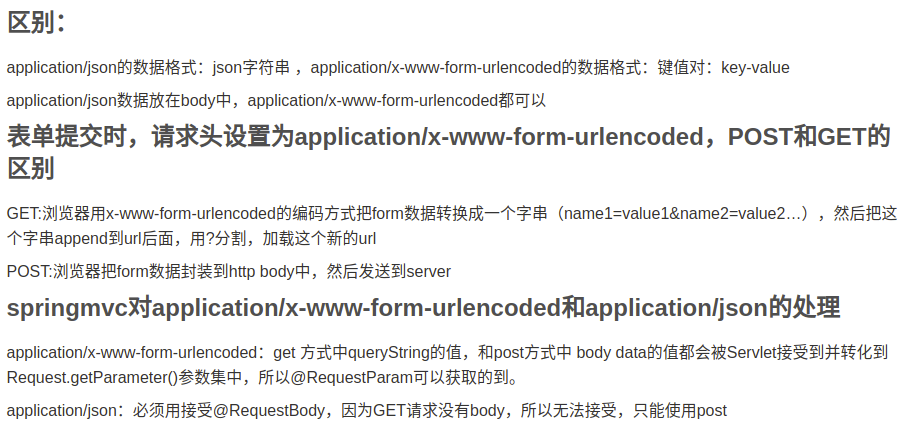 区别：
application/json的数据格式：json字符串 ，application/x-www-form-urlencoded的数据格式：键值对：key-value
application/json数据放在body中，application/x-www-form-urlencoded都可以
表单提交时，请求头设置为application/x-www-form-urlencoded，POST和GET的
区别
GET:浏览器用x-www-form-urlencoded的编码方式把form数据转换成一个字串（name1=value1&name2=value2…），然后把这
个字串append到url后面，用?分割，加载这个新的url
POST:浏览器把form数据封装到http body中，然后发送到server
springmvc对application/x-www-form-urlencoded和application/json的处理
application/x-www-form-urlencoded：get 方式中queryString的值，和post方式中 body data的值都会被Servlet接受到并转化到
Request.getParameter()参数集中，所以@RequestParam可以获取的到。
application/json：必须用接受@RequestBody，因为GET请求没有body，所以无法接受，只能使用post